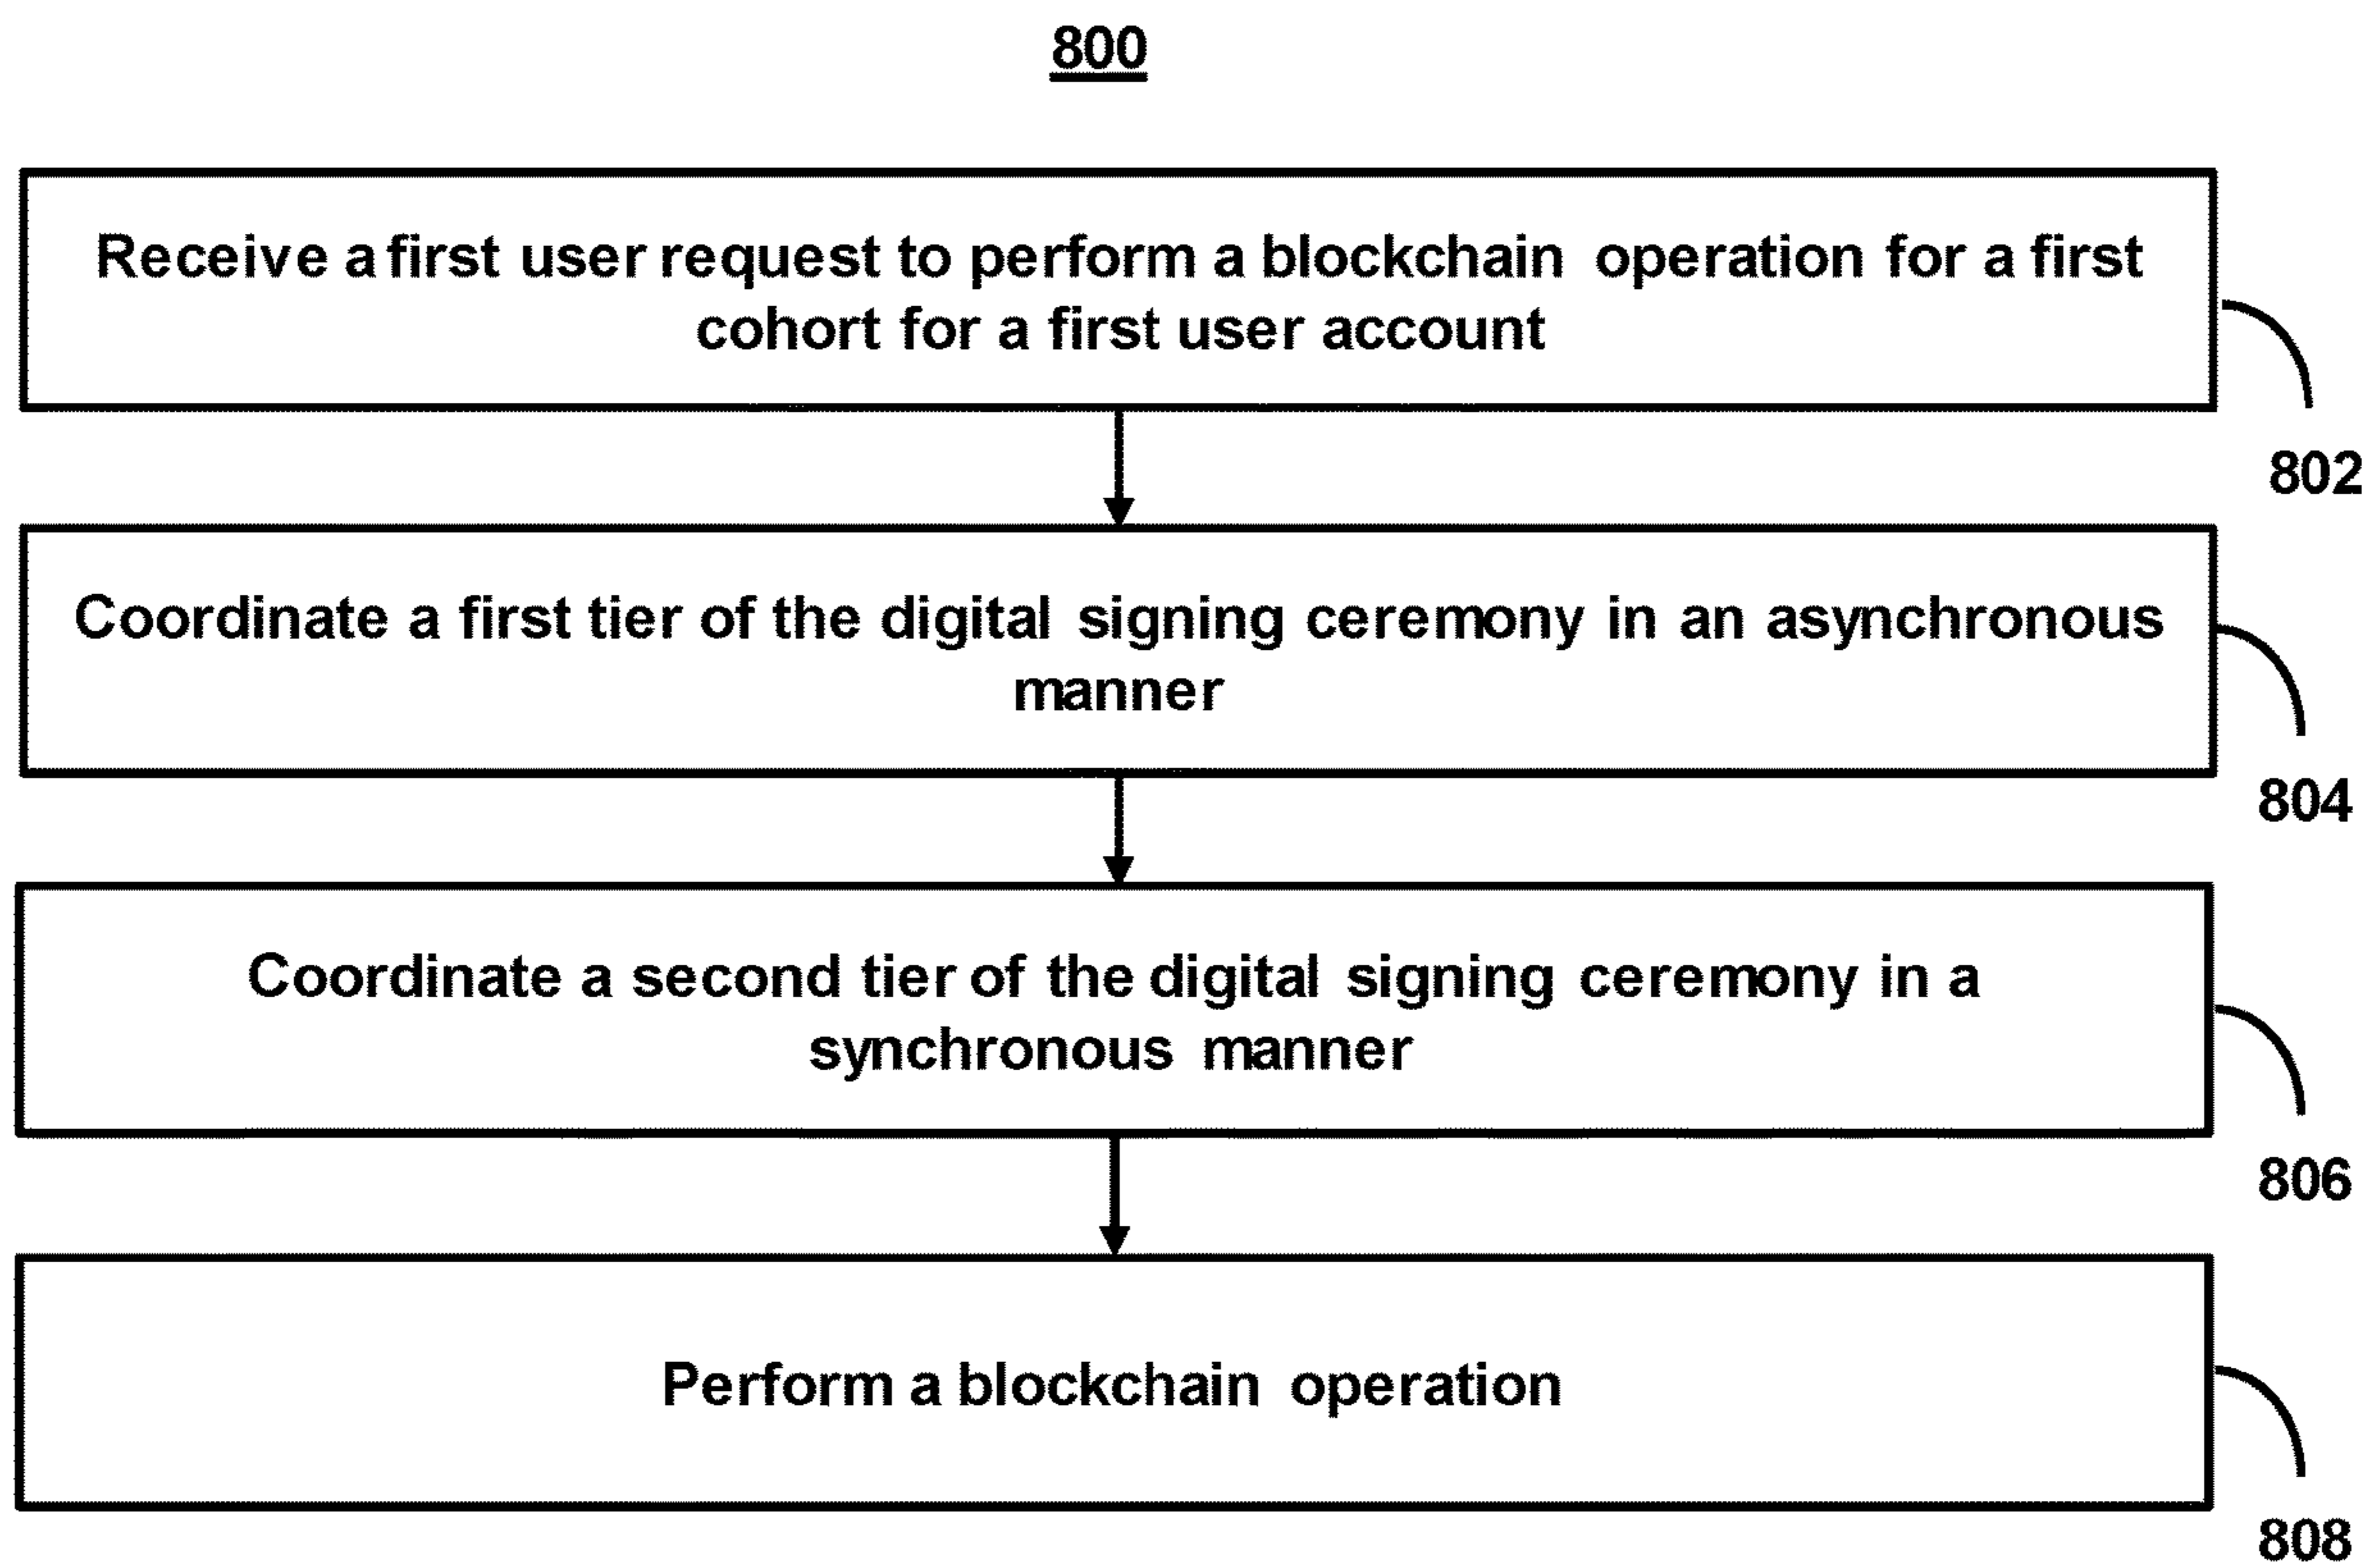 800
Receive a first user request to perform a blockchain operation for a first
cohort for a first user account
802
Coordinate a first tier of the digital signing ceremony in an asynchronous
manner
804
Coordinate a second tier of the digital signing ceremony in a
synchronous manner
806
Perform a blockchain operation
808